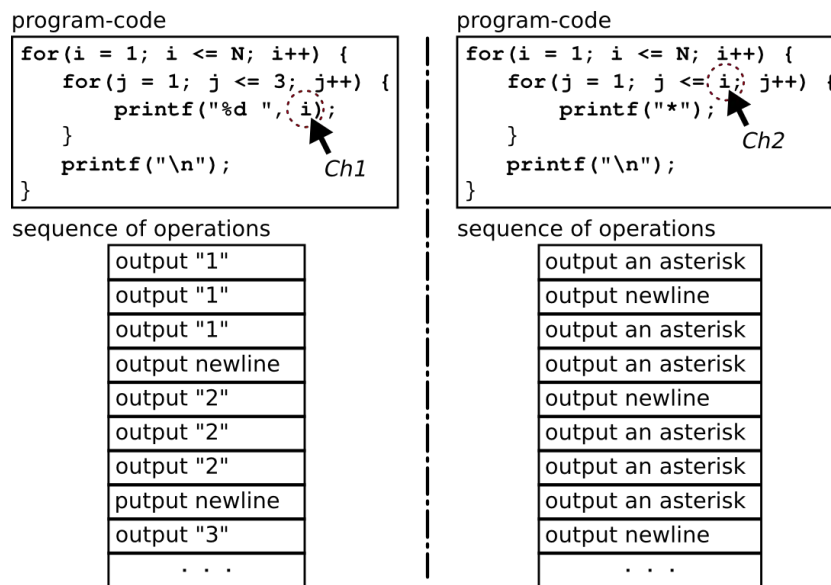 program-code
for(i = 1; i <= N; i++) {
for(j = 1; j <= 3; j++) {
printf("%d ", i);
}
printf("\n");
}
Ch1
sequence of operations
output "1"
output "1"
output "1"
output newline
output "2"
output "2"
output "2"
putput newline
output "3"
. . .
program-code
for(i = 1; i <= N; i++) {
for(j = 1; j <= i; j++) {
printf("*");
}
printf("\n");
}
Ch2
sequence of operations
output an asterisk
output newline
output an asterisk
output an asterisk
output newline
output an asterisk
output an asterisk
output an asterisk
output newline
. . .